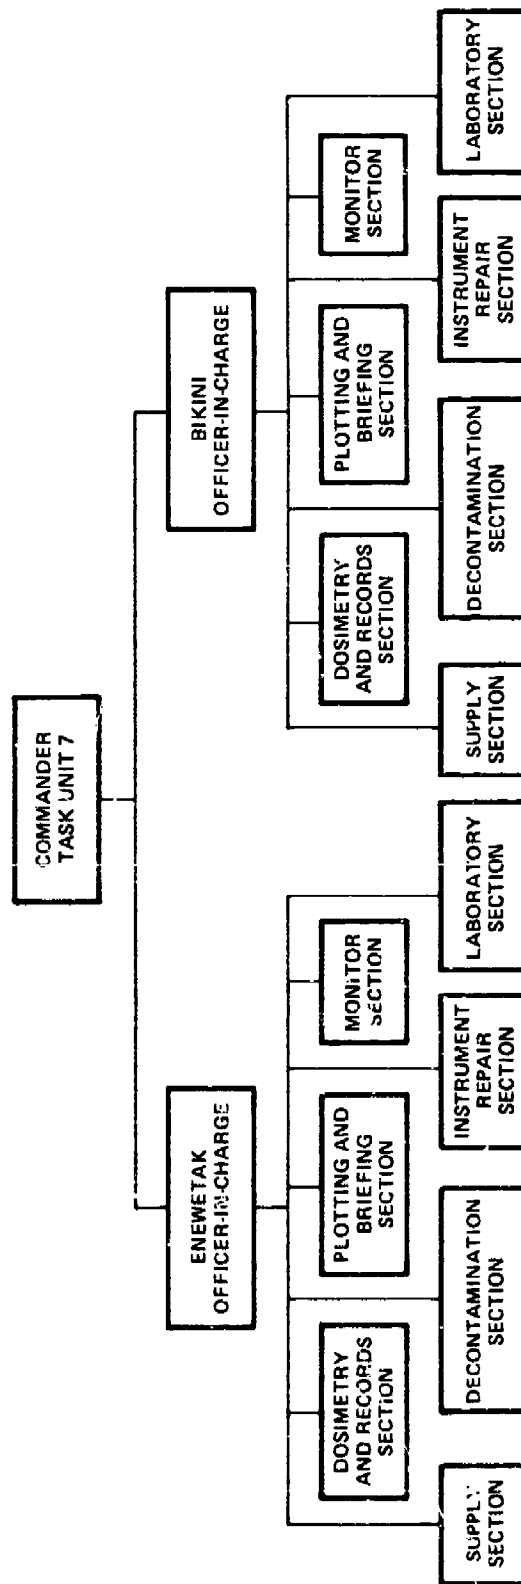 COMMANDER
TASK UNIT 7
ENEWETAK
OFFICER-IN-CHARGE
BIKINI
OFFICER-IN-CHARGE
DOSIMETRY
AND RECORDS
SECTION
PLOTTING AND
BRIEFING
SECTION
MONITOR
SECTION
DOSIMETRY
AND RECORDS
SECTION
PLOTTING AND
BRIEFING
SECTION
MONITOR
SECTION
SUPPLY
SECTION
DECONTAMINATION
SECTION
INSTRUMENT
REPAIR
SECTION
LABORATORY
SECTION
SUPPLY
SECTION
DECONTAMINATION
SECTION
INSTRUMENT
REPAIR
SECTION
LABORATORY
SECTION